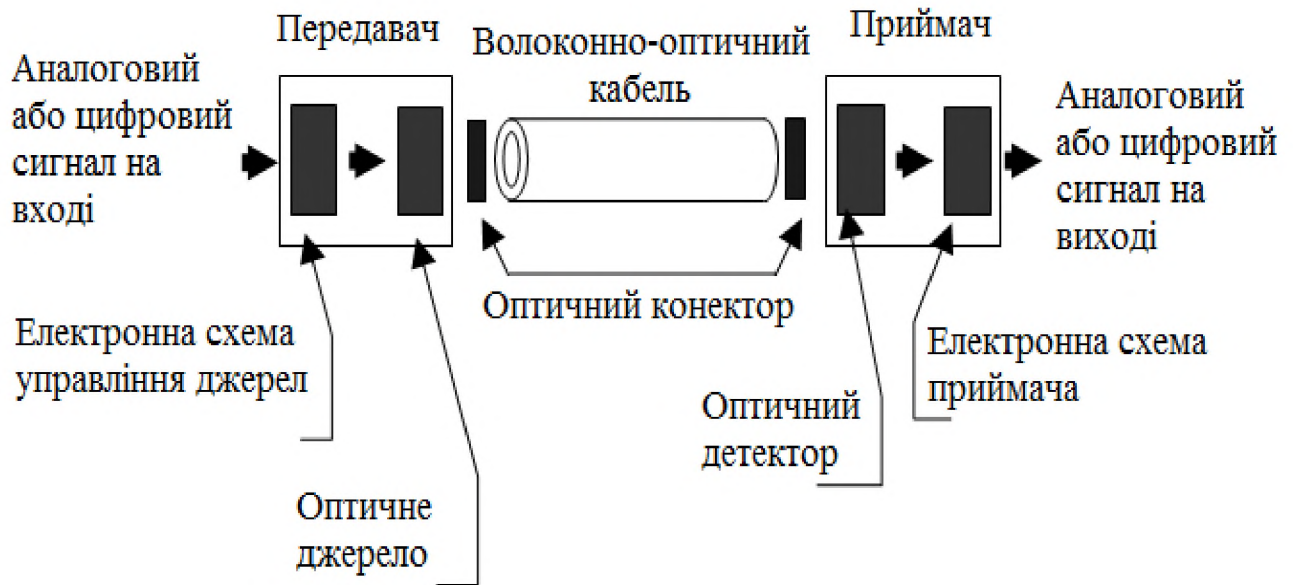 Передавач
Волоконно-оптичний
кабель
Приймач
Аналоговий
або цифровий
сигнал на
вході
Аналоговий
або цифровий
сигнал на
виході
Оптичний конектор
Електронна схема
управління джерел
Електронна схема
приймача
Оптичний
детектор
Оптичне
джерело